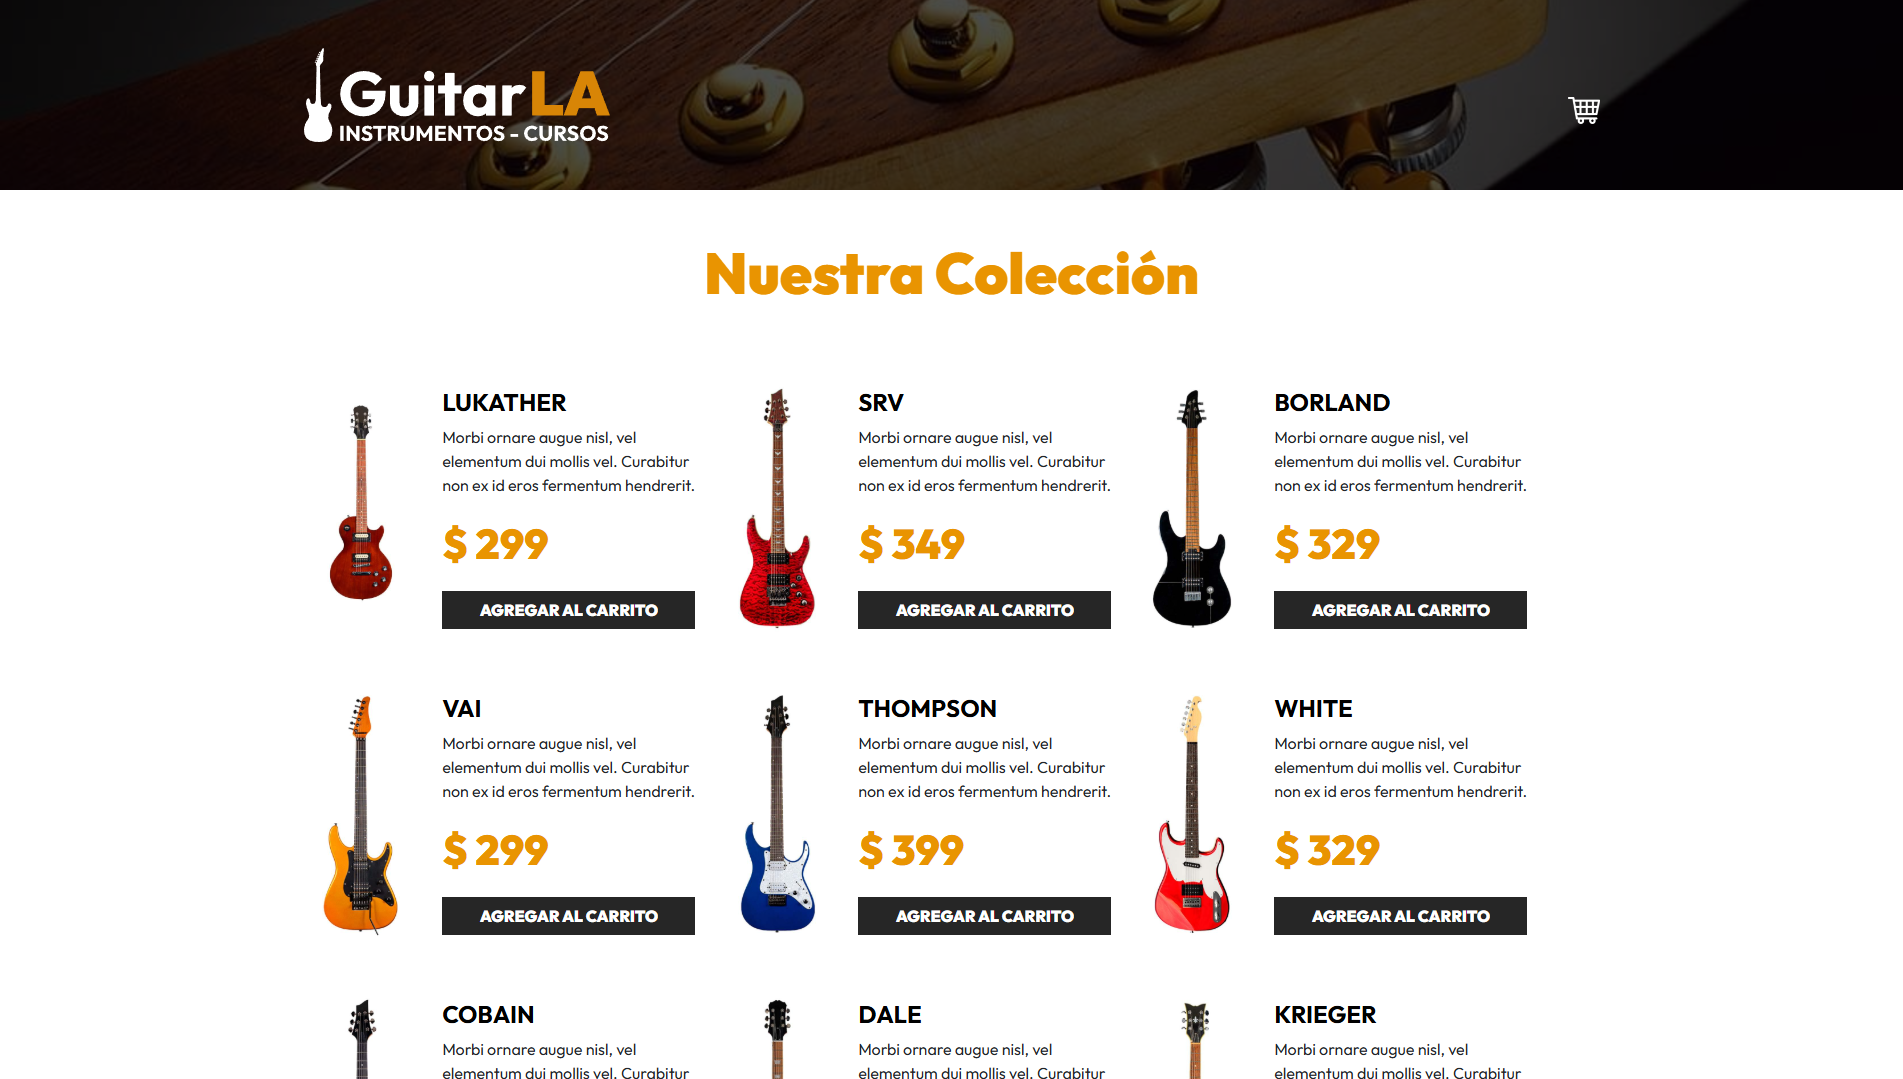 GuitarLA
INSTRUMENTOS - CURSOS
Nuestra Colección
LUKATHER
Morbi ornare augue nisl, vel
elementum dui mollis vel. Curabitur
non ex id eros fermentum hendrerit.
$ 299
AGREGAR AL CARRITO
SRV
Morbi ornare augue nisl, vel
elementum dui mollis vel. Curabitur
non ex id eros fermentum hendrerit.
$ 349
AGREGAR AL CARRITO
BORLAND
Morbi ornare augue nisl, vel
elementum dui mollis vel. Curabitur
non ex id eros fermentum hendrerit.
$ 329
AGREGAR AL CARRITO
VAI
Morbi ornare augue nisl, vel
elementum dui mollis vel. Curabitur
non ex id eros fermentum hendrerit.
$ 299
AGREGAR AL CARRITO
THOMPSON
Morbi ornare augue nisl, vel
elementum dui mollis vel. Curabitur
non ex id eros fermentum hendrerit.
$ 399
AGREGAR AL CARRITO
WHITE
Morbi ornare augue nisl, vel
elementum dui mollis vel. Curabitur
non ex id eros fermentum hendrerit.
$ 329
AGREGAR AL CARRITO
COBAIN
Morbi ornare augue nisl, vel
elementum dui mollis vel. Curabitur
DALE
Morbi ornare augue nisl, vel
elementum dui mollis vel. Curabitur
KRIEGER
Morbi ornare augue nisl, vel
elementum dui mollis vel. Curabitur